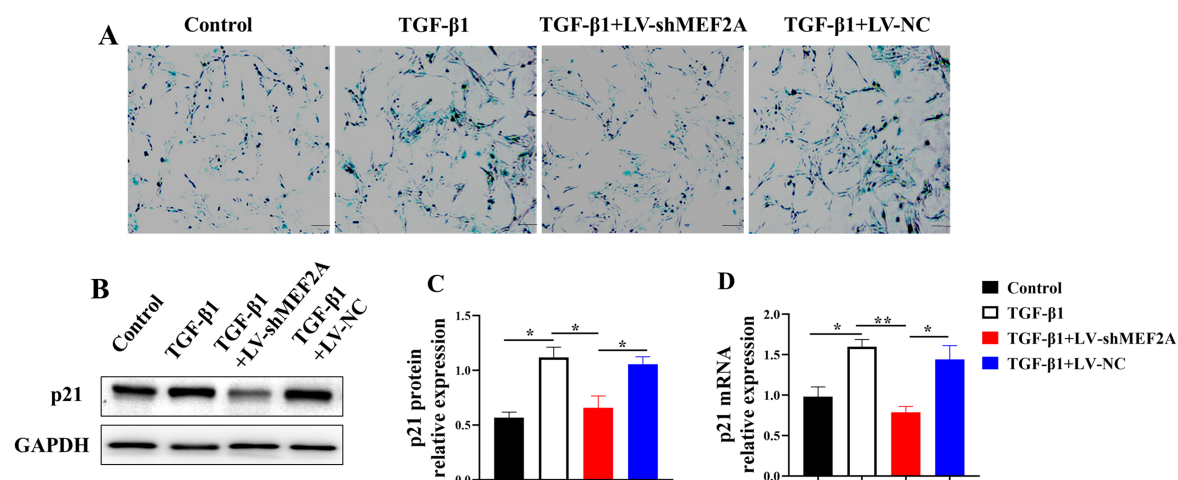 A
Control
TGF-β1
TGF-β1+LV-shMEF2A
TGF-β1+LV-NC
B
Control
TGF-β1
TGF-β1
+LV-shMEF2A
TGF-β1
+LV-NC
p21
GAPDH
C
p21 protein
relative expression
1.5
1.0
0.5
0.0
*
*
*
D
p21 mRNA
relative expression
2.0
1.5
1.0
0.5
0.0
*
**
*
Control
TGF-β1
TGF-β1+LV-shMEF2A
TGF-β1+LV-NC